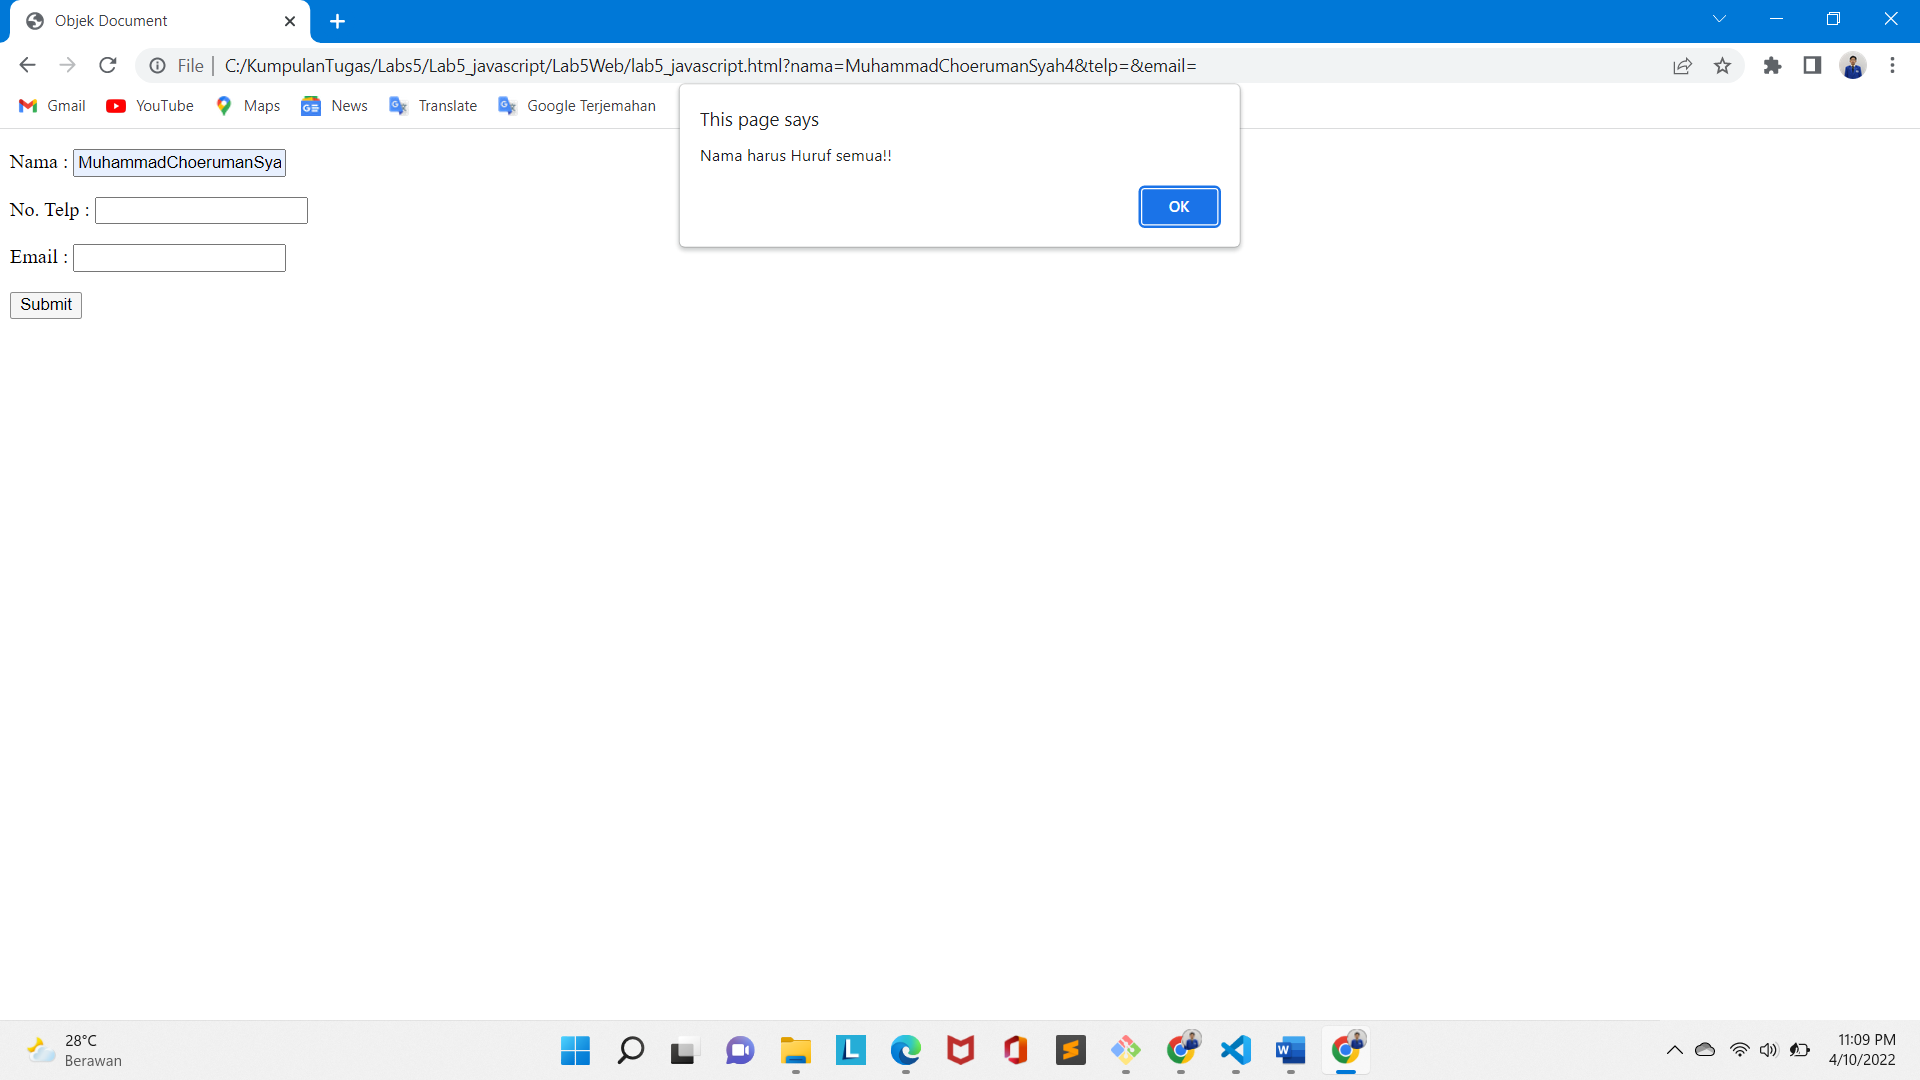 Objek Document
File | C:/KumpulanTugas/Labs5/Lab5_javascript/Lab5Web/lab5_javascript.html?nama=MuhammadChoerumanSyah4&telp=&email=
Gmail YouTube Maps News Translate Google Terjemahan
This page says
Nama harus Huruf semua!!
OK
Nama : MuhammadChoerumanSya
No. Telp :
Email :
Submit
28°C
Berawan
11:09 PM
4/10/2022